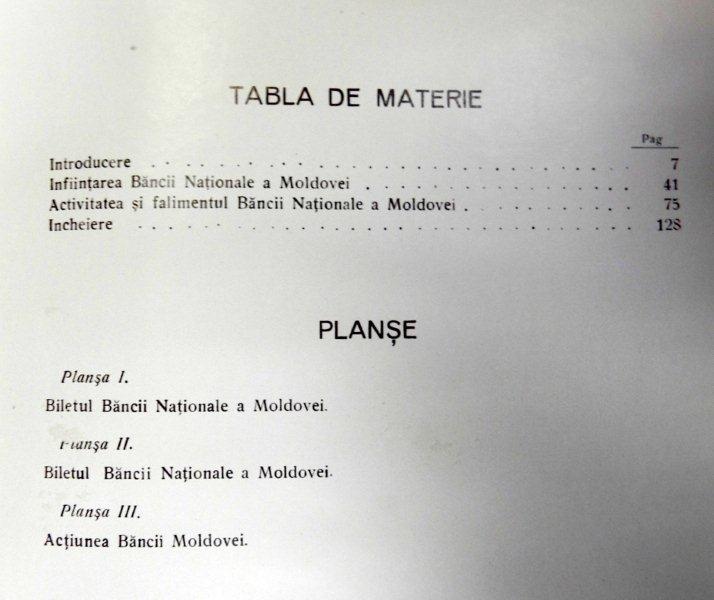 TABLA DE MATERIE
Pag
Introducere . . . . . . . . . . . . . . . . . . . . 7
Inființarea Băncii Naționale a Moldovei . . . . . . . . . . . . 41
Activitatea și falimentul Băncii Naționale a Moldovei . . . . . . . . . 75
Incheiere . . . . . . . . . . . . . . . . . . . . 128
PLANȘE
Planșa I.
Biletul Băncii Naționale a Moldovei.
Planșa II.
Biletul Băncii Naționale a Moldovei.
Planșa III.
Acțiunea Băncii Moldovei.